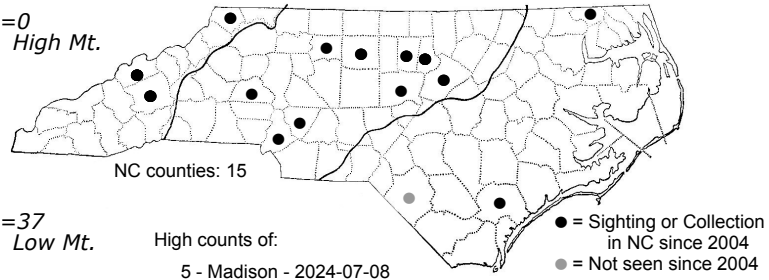 =0
High Mt.
NC counties: 15
=37
Low Mt.
High counts of:
5 - Madison - 2024-07-08
= Sighting or Collection
in NC since 2004
= Not seen since 2004